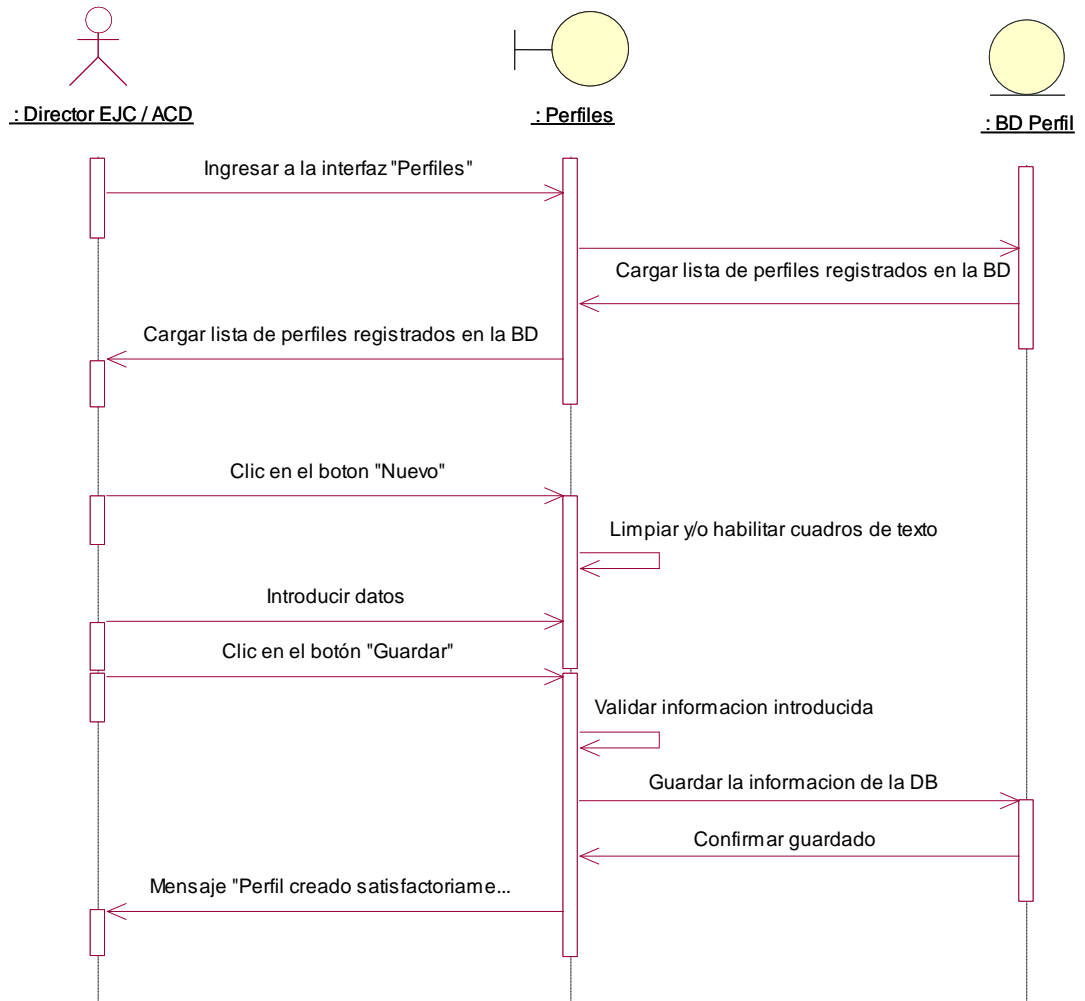 : Director EJC / ACD
: Perfiles
: BD Perfil
Ingresar a la interfaz "Perfiles"
Cargar lista de perfiles registrados en la BD
Cargar lista de perfiles registrados en la BD
Clic en el boton "Nuevo"
Limpiar y/o habilitar cuadros de texto
Introducir datos
Clic en el botón "Guardar"
Validar informacion introducida
Guardar la informacion de la DB
Confirmar guardado
Mensaje "Perfil creado satisfactoriame...